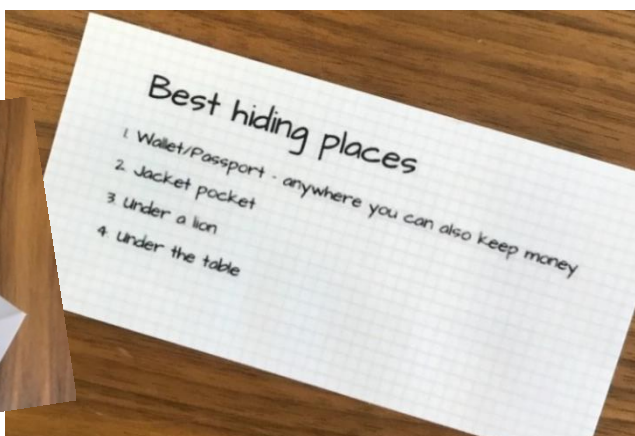 Best hiding places
1. Wallet/Passport - anywhere you can also keep money
2. Jacket pocket
3. Under a lion
4. Under the table